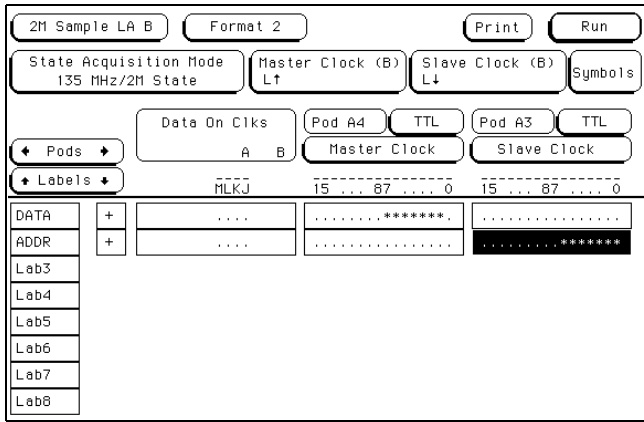 2M Sample LA B Format 2 Print Run
State Acquisition Mode Master Clock (B) Slave Clock (B) Symbols
135 MHz/2M State L↑ L↓
Data On Clks Pod A4 TTL Pod A3 TTL
← Pods → A B Master Clock Slave Clock
↑ Labels ↓ MLKJ 15 ... 87 .... 0 15 ... 87 .... 0
DATA + .... ........*******. ................
ADDR + .... ................ .........*******
Lab3
Lab4
Lab5
Lab6
Lab7
Lab8